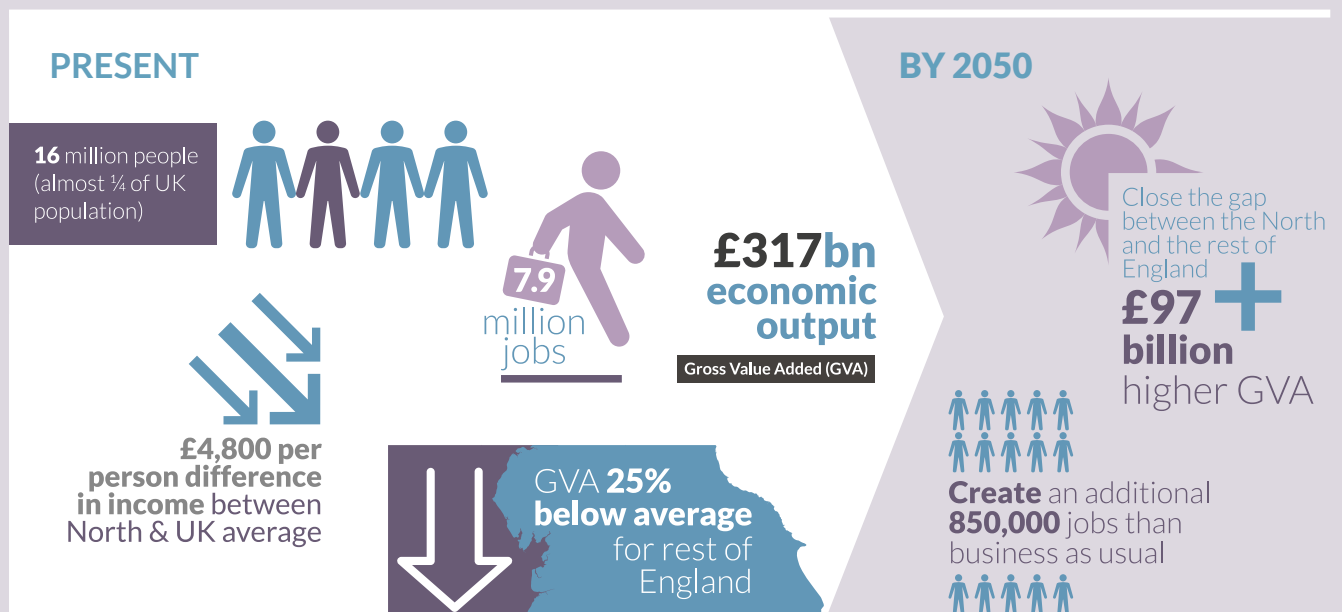 PRESENT
16 million people
(almost ¼ of UK
population)
7.9
million
jobs
£317bn
economic
output
Gross Value Added (GVA)
£4,800 per
person difference
in income between
North & UK average
GVA 25%
below average
for rest of
England
BY 2050
Close the gap
between the North
and the rest of
England
£97
billion
higher GVA
Create an additional
850,000 jobs than
business as usual